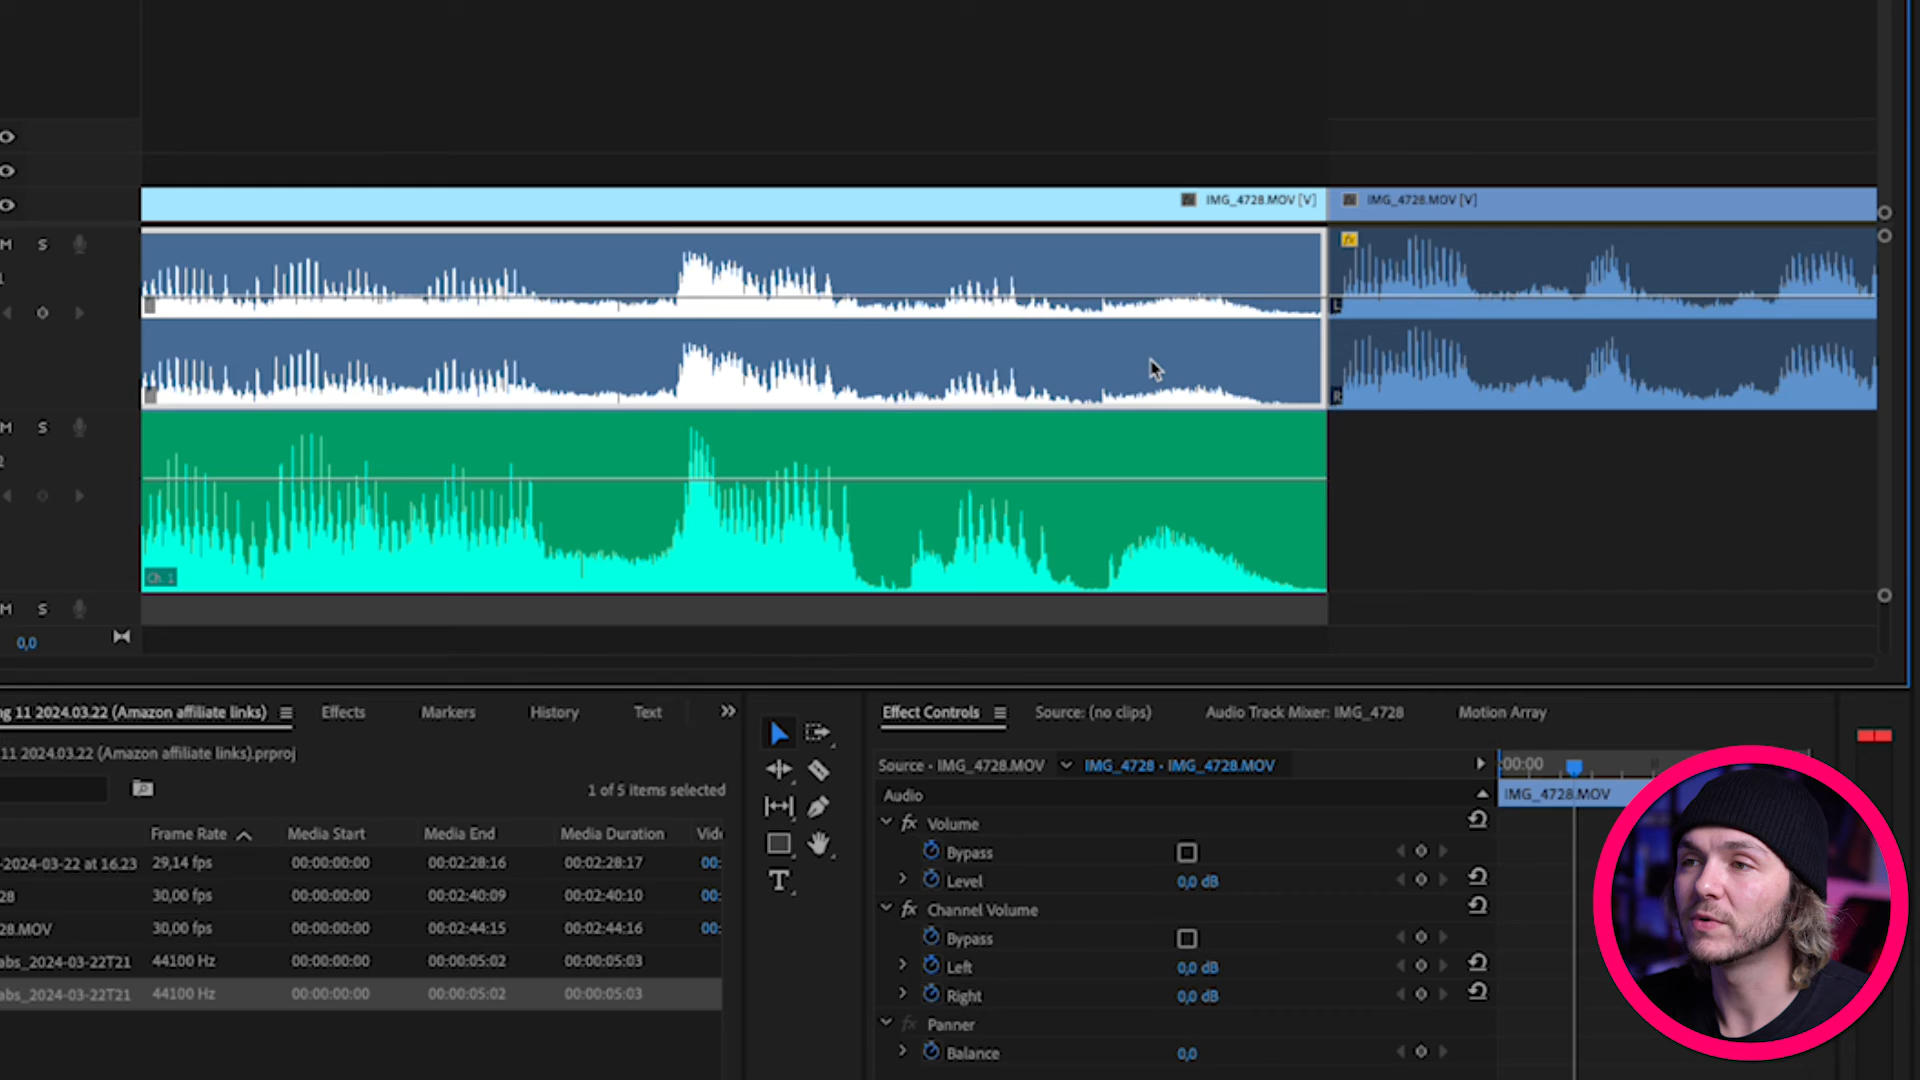 IMG_4728.MOV [V]
IMG_4728.MOV [V]
M S
1
fx
L
R
M S
2
Ch. 1
M S
0,0
ng 11 2024.03.22 (Amazon affiliate links)
Effects
Markers
History
Text
Effect Controls
Source: (no clips)
Audio Track Mixer: IMG_4728
Motion Array
11 2024.03.22 (Amazon affiliate links).prproj
1 of 5 items selected
Source • IMG_4728.MOV
IMG_4728 • IMG_4728.MOV
:00:00
IMG_4728.MOV
Frame Rate
Media Start
Media End
Media Duration
-2024-03-22 at 16.23 29,14 fps 00:00:00:00 00:02:28:16 00:02:28:17 00:
28 30,00 fps 00:00:00:00 00:02:40:09 00:02:40:10 00:
28.MOV 30,00 fps 00:00:00:00 00:02:44:15 00:02:44:16 00:
abs_2024-03-22T21 44100 Hz 00:00:00:00 00:00:05:02 00:00:05:03
abs_2024-03-22T21 44100 Hz 00:00:00:00 00:00:05:02 00:00:05:03
T
Audio
fx Volume
Bypass
Level 0,0 dB
fx Channel Volume
Bypass
Left 0,0 dB
Right 0,0 dB
fx Panner
Balance 0,0